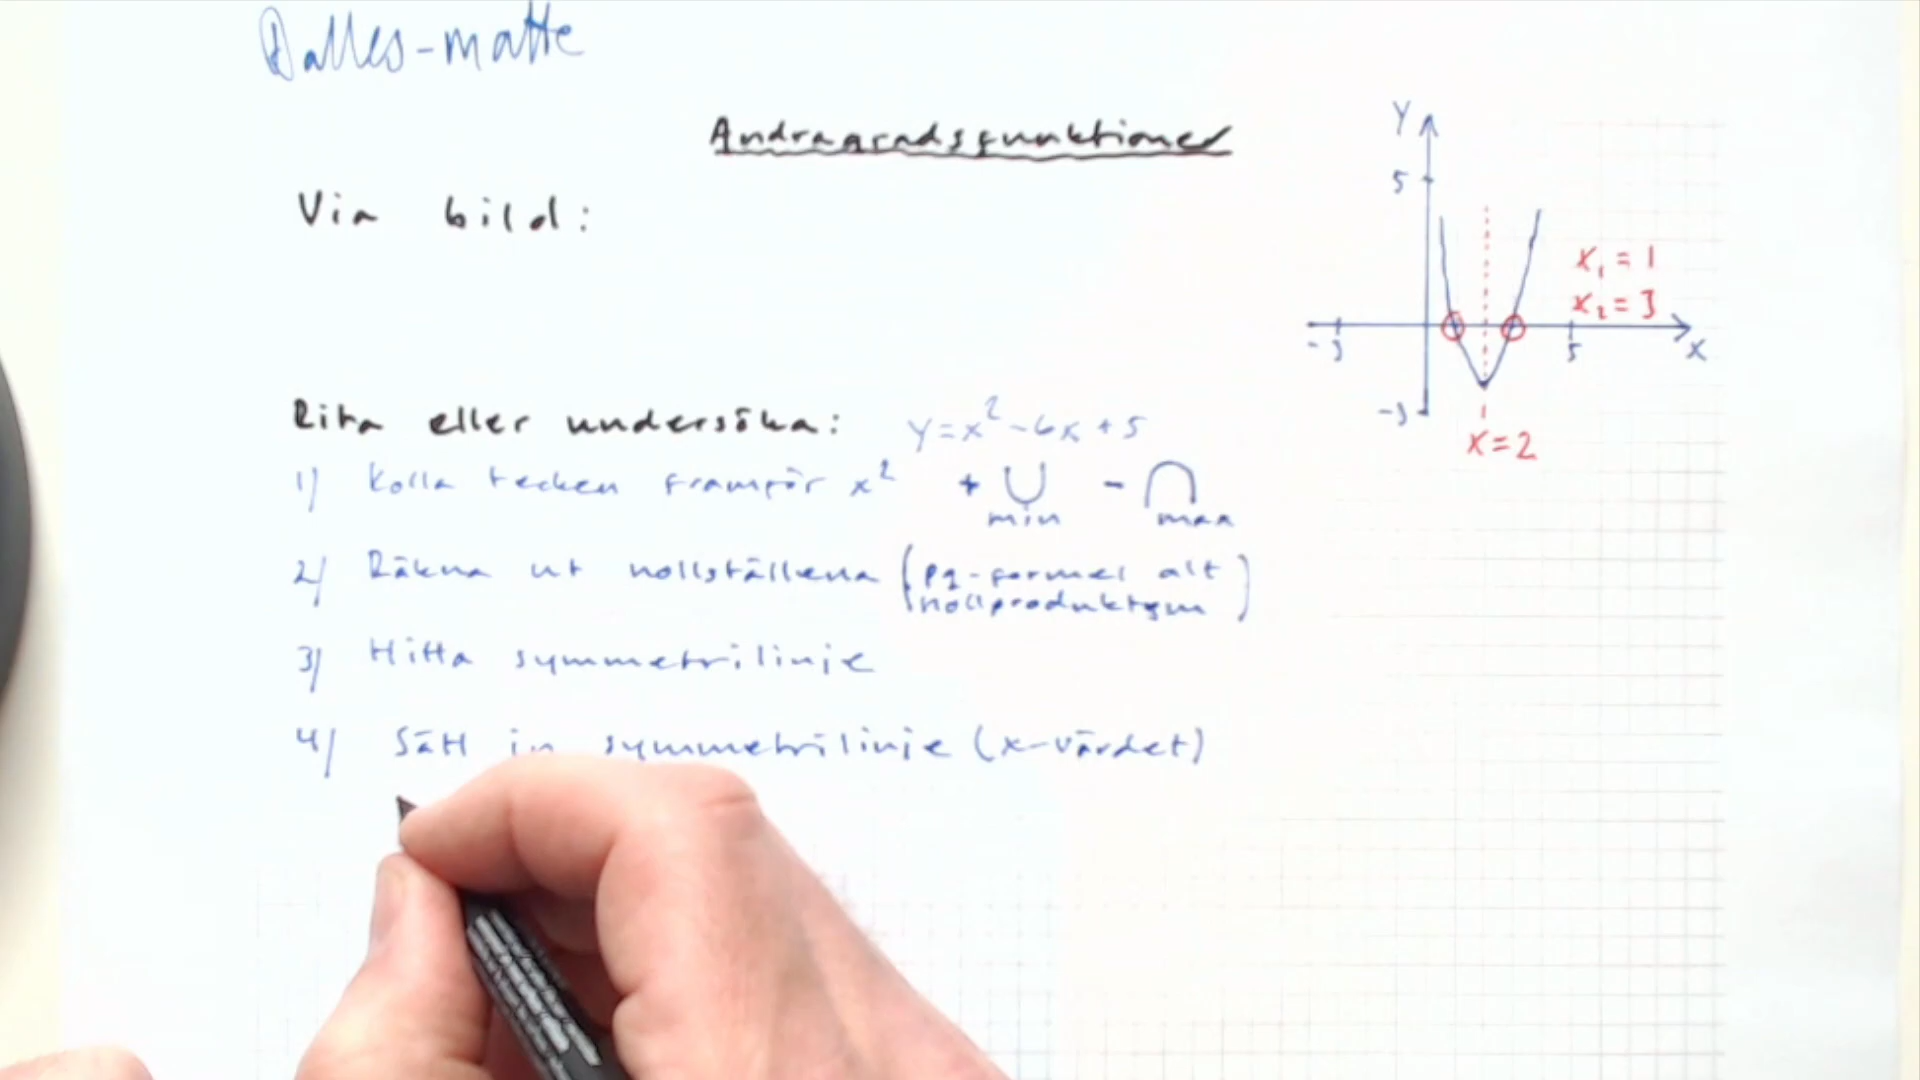 Dalles-matte
Andragradsfunktioner
Via bild:
Y
5
x₁ = 1
x₂ = 3
-3
5
X
-3
x=2
Rita eller undersöka: y=x²-6x+5
1) Kolla tecken framför x² + ∪ - ∩
min max
2) Räkna ut nollställena (pq-formel alt
nollproduktsm)
3) Hitta symmetrilinje
4) Sätt in symmetrilinje (x-värdet)